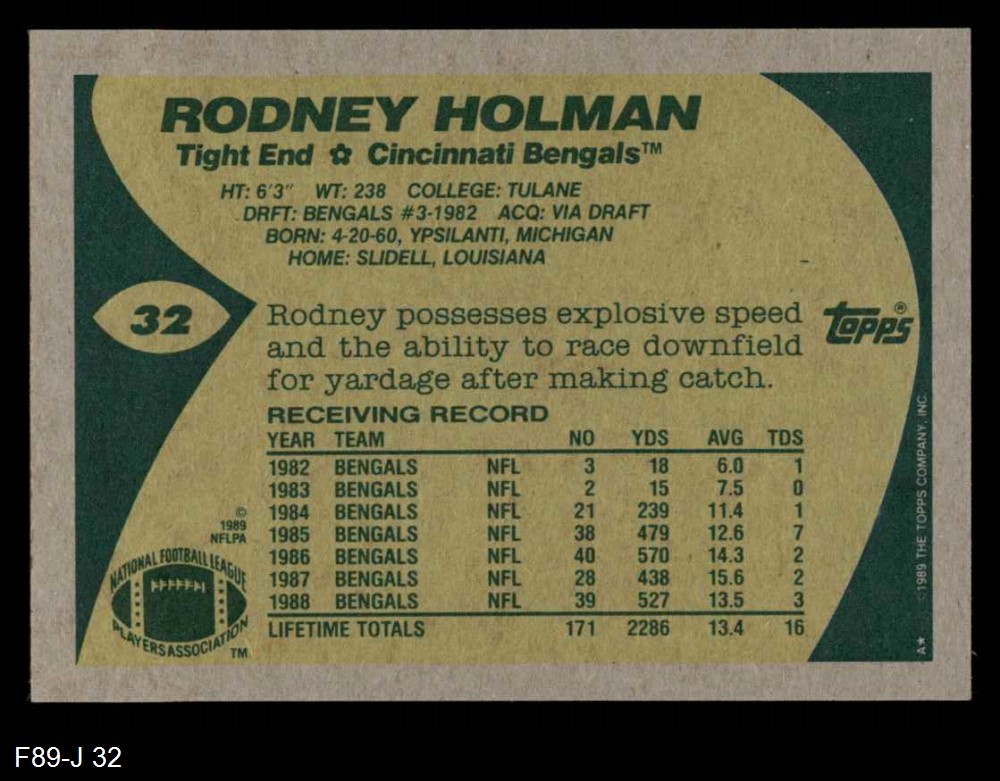 RODNEY HOLMAN
Tight End ✿ Cincinnati Bengals™
HT: 6'3" WT: 238 COLLEGE: TULANE
DRFT: BENGALS #3-1982 ACQ: VIA DRAFT
BORN: 4-20-60, YPSILANTI, MICHIGAN
HOME: SLIDELL, LOUISIANA
32
Rodney possesses explosive speed
and the ability to race downfield
for yardage after making catch.
topps®
RECEIVING RECORD
YEAR TEAM NO YDS AVG TDS
1982 BENGALS NFL 3 18 6.0 1
1983 BENGALS NFL 2 15 7.5 0
1984 BENGALS NFL 21 239 11.4 1
1985 BENGALS NFL 38 479 12.6 7
1986 BENGALS NFL 40 570 14.3 2
1987 BENGALS NFL 28 438 15.6 2
1988 BENGALS NFL 39 527 13.5 3
LIFETIME TOTALS 171 2286 13.4 16
©
1989
NFLPA
NATIONAL FOOTBALL LEAGUE
PLAYERS ASSOCIATION
TM
A* ©1989 THE TOPPS COMPANY, INC.
F89-J 32